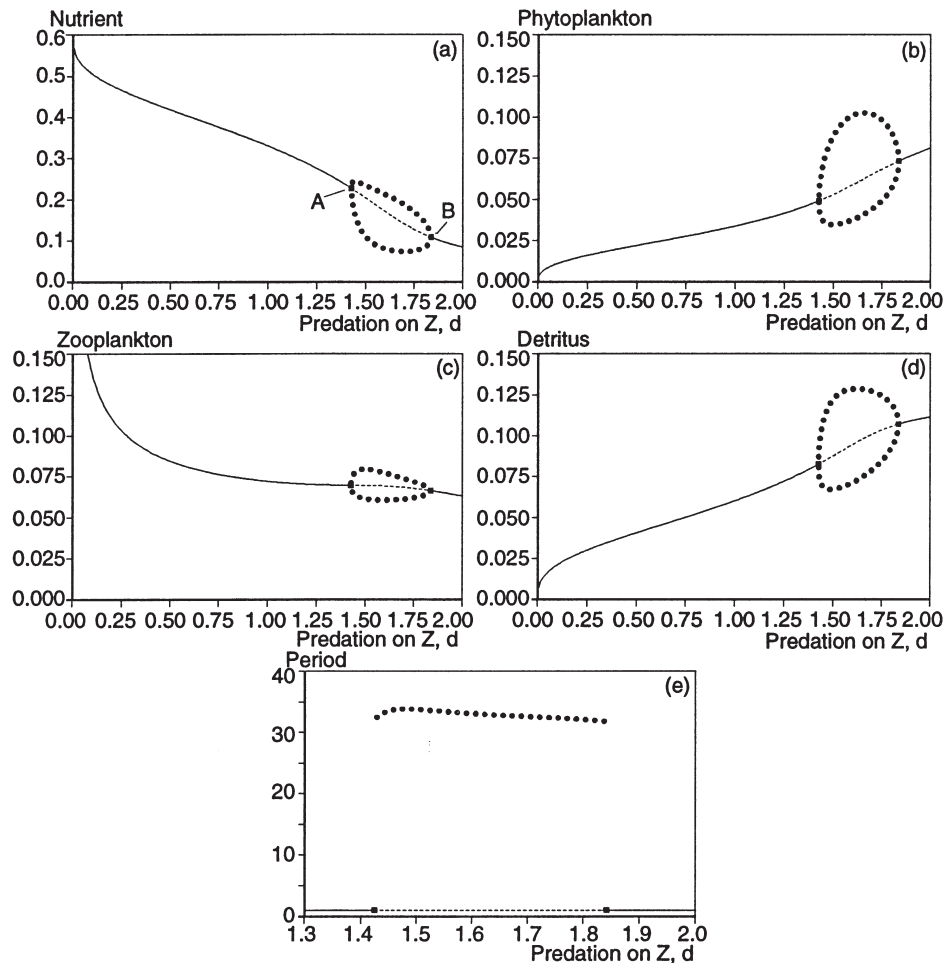 Nutrient
(a)
0.6
0.5
0.4
0.3
0.2
0.1
0.0
A
B
0.00 0.25 0.50 0.75 1.00 1.25 1.50 1.75 2.00
Predation on Z, d
Phytoplankton
(b)
0.150
0.125
0.100
0.075
0.050
0.025
0.000
0.00 0.25 0.50 0.75 1.00 1.25 1.50 1.75 2.00
Predation on Z, d
Zooplankton
(c)
0.150
0.125
0.100
0.075
0.050
0.025
0.000
0.00 0.25 0.50 0.75 1.00 1.25 1.50 1.75 2.00
Predation on Z, d
Detritus
(d)
0.150
0.125
0.100
0.075
0.050
0.025
0.000
0.00 0.25 0.50 0.75 1.00 1.25 1.50 1.75 2.00
Predation on Z, d
Period
(e)
40
30
20
10
0
1.3 1.4 1.5 1.6 1.7 1.8 1.9 2.0
Predation on Z, d